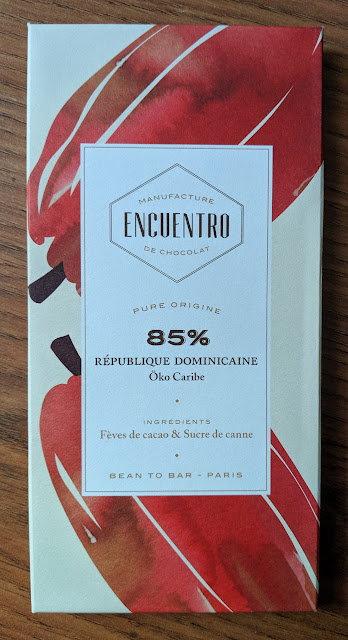 MANUFACTURE
ENCUENTRO
DE CHOCOLAT
PURE ORIGINE
85%
RÉPUBLIQUE DOMINICAINE
Öko Caribe
INGRÉDIENTS
Fèves de cacao & Sucre de canne
BEAN TO BAR - PARIS